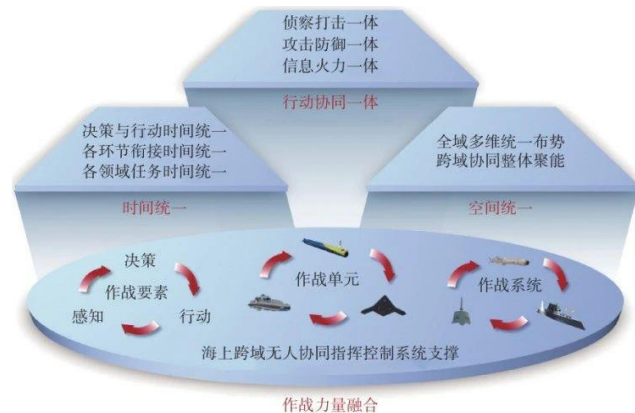 侦察打击一体
攻击防御一体
信息火力一体
行动协同一体
决策与行动时间统一
各环节衔接时间统一
各领域任务时间统一
时间统一
全域多维统一布势
跨域协同整体聚能
空间统一
决策
作战要素
感知
行动
作战单元
作战系统
海上跨域无人协同指挥控制系统支撑
作战力量融合